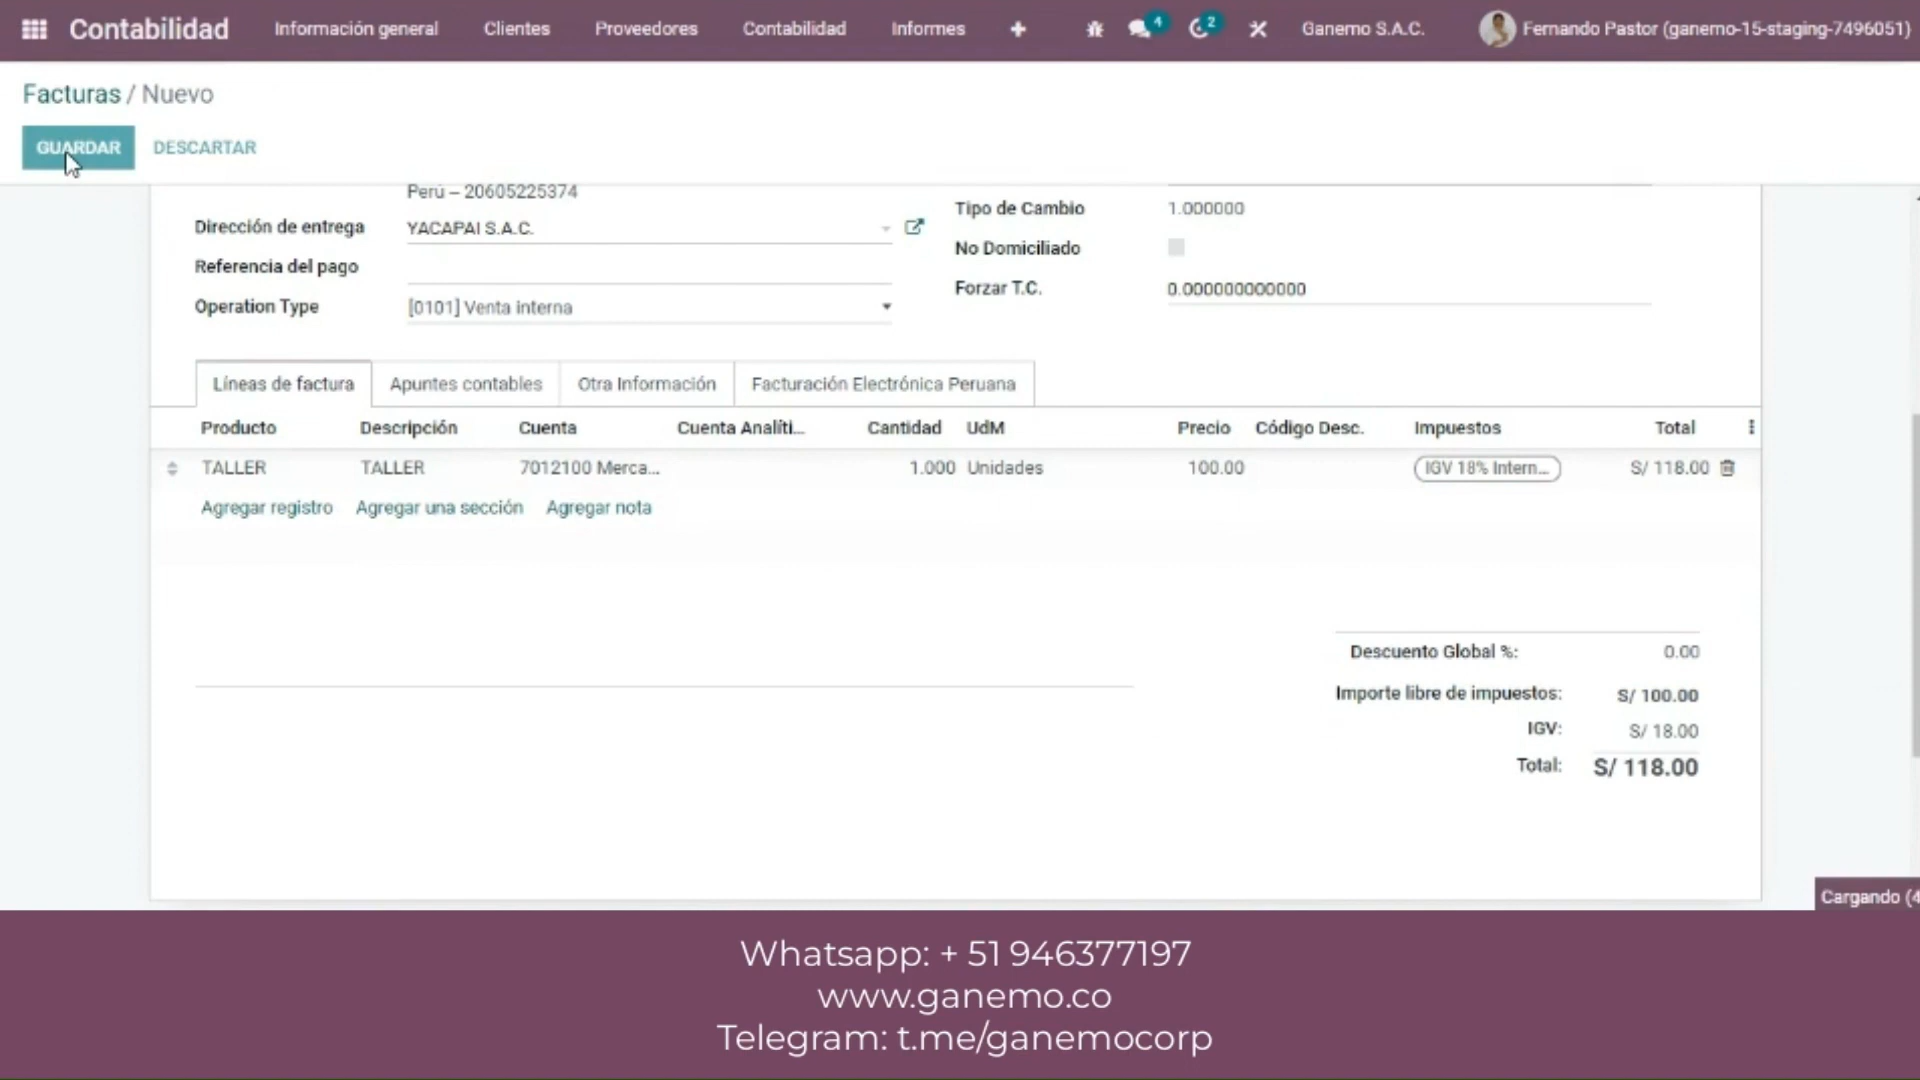 Contabilidad Información general Clientes Proveedores Contabilidad Informes 4 2 Ganemo S.A.C. Fernando Pastor (ganemo-15-staging-7496051)
Facturas / Nuevo
GUARDAR DESCARTAR
Perú – 20605225374
Dirección de entrega YACAPAI S.A.C.
Referencia del pago
Operation Type [0101] Venta interna
Tipo de Cambio 1.000000
No Domiciliado
Forzar T.C. 0.000000000000
Líneas de factura Apuntes contables Otra Información Facturación Electrónica Peruana
Producto Descripción Cuenta Cuenta Analíti... Cantidad UdM Precio Código Desc. Impuestos Total
TALLER TALLER 7012100 Merca... 1.000 Unidades 100.00 IGV 18% Intern... S/ 118.00
Agregar registro Agregar una sección Agregar nota
Descuento Global %: 0.00
Importe libre de impuestos: S/ 100.00
IGV: S/ 18.00
Total: S/ 118.00
Cargando (4
Whatsapp: + 51 946377197
www.ganemo.co
Telegram: t.me/ganemocorp